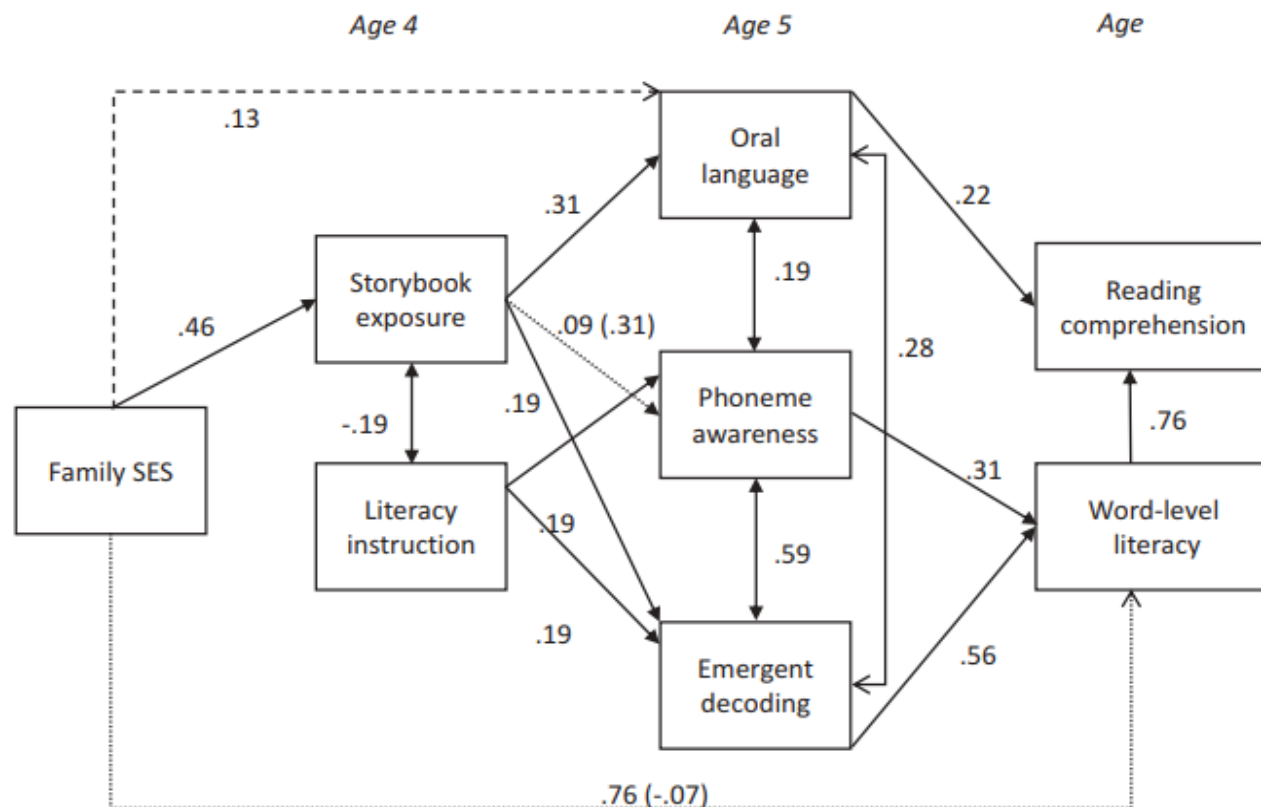 Age 4
Age 5
Age
.13
Oral
language
.31
.22
Storybook
exposure
.19
Reading
comprehension
.46
.09 (.31)
.28
-.19
.19
Phoneme
awareness
.76
Family SES
Literacy
instruction
.19
.31
Word-level
literacy
.59
.19
.56
Emergent
decoding
.76 (-.07)